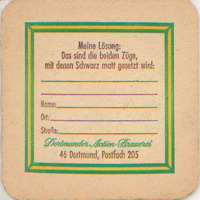 Meine Lösung:
Das sind die beiden Züge,
mit denen Schwarz matt gesetzt wird:
Name:
Ort:
Straße:
Dortmunder Actien-Brauerei
46 Dortmund, Postfach 205